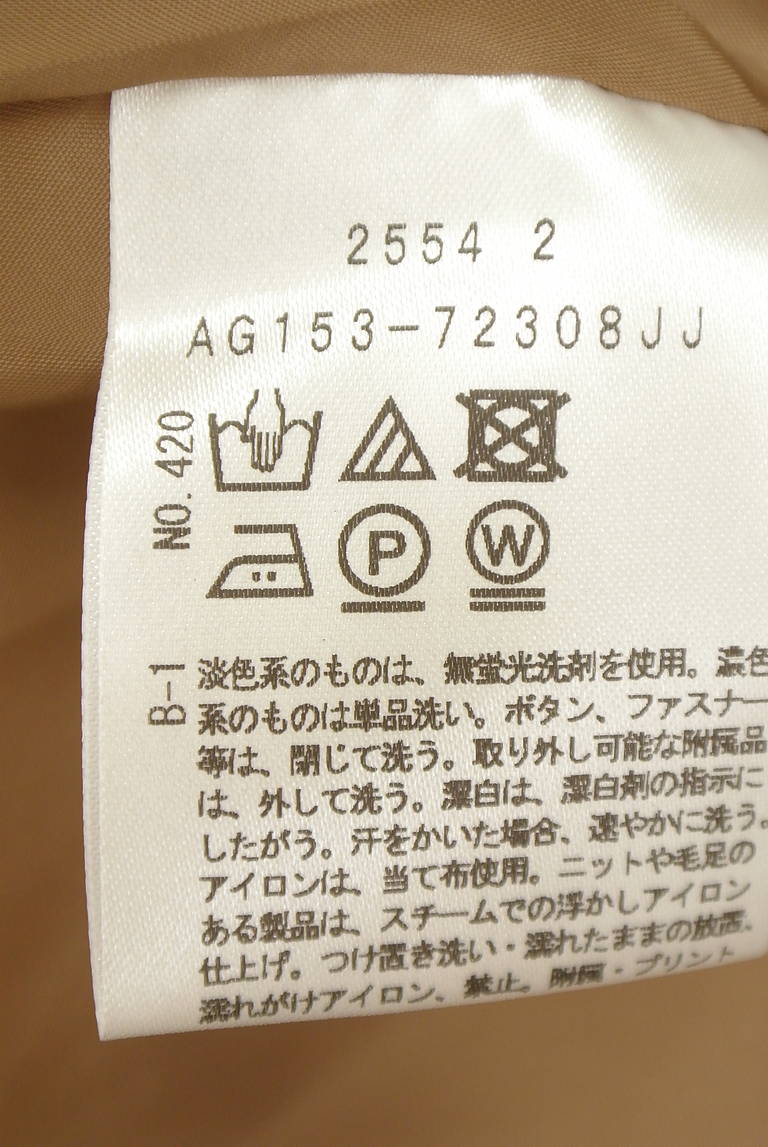 2554 2
AG153-72308JJ
NO. 420
P
W
B-1
淡色系のものは、無蛍光洗剤を使用。濃色
系のものは単品洗い。ボタン、ファスナー
等は、閉じて洗う。取り外し可能な附属品
は、外して洗う。漂白は、漂白剤の指示に
したがう。汗をかいた場合、速やかに洗う。
アイロンは、当て布使用。ニットや毛足の
ある製品は、スチームでの浮かしアイロン
仕上げ。つけ置き洗い・濡れたままの放置、
濡れがけアイロン、禁止。附属・プリント